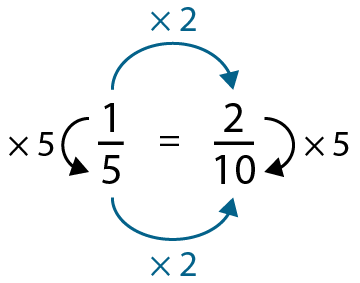 × 2
× 5 1/5 = 2/10 × 5
× 2